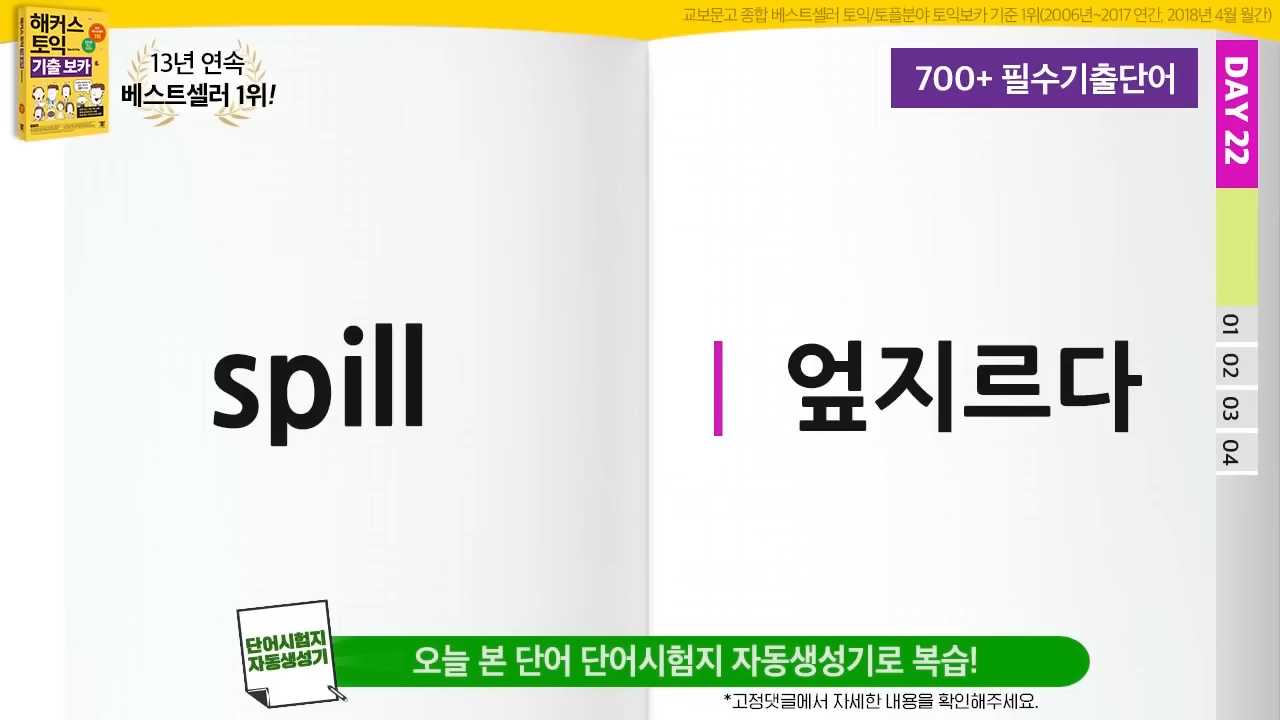 교보문고 종합 베스트셀러 토익/토플분야 토익보카 기준 1위(2006년~2017 연간, 2018년 4월 월간)
해커스
토익
기출 보카
13년 연속
베스트셀러 1위!
700+ 필수기출단어
DAY 22
spill
엎지르다
01
02
03
04
단어시험지
자동생성기
오늘 본 단어 단어시험지 자동생성기로 복습!
*고정댓글에서 자세한 내용을 확인해주세요.